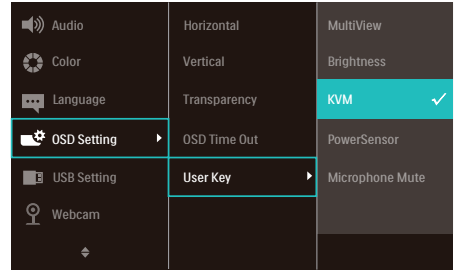 Audio
Color
Language
OSD Setting
USB Setting
Webcam
Horizontal
Vertical
Transparency
OSD Time Out
User Key
MultiView
Brightness
KVM
PowerSensor
Microphone Mute